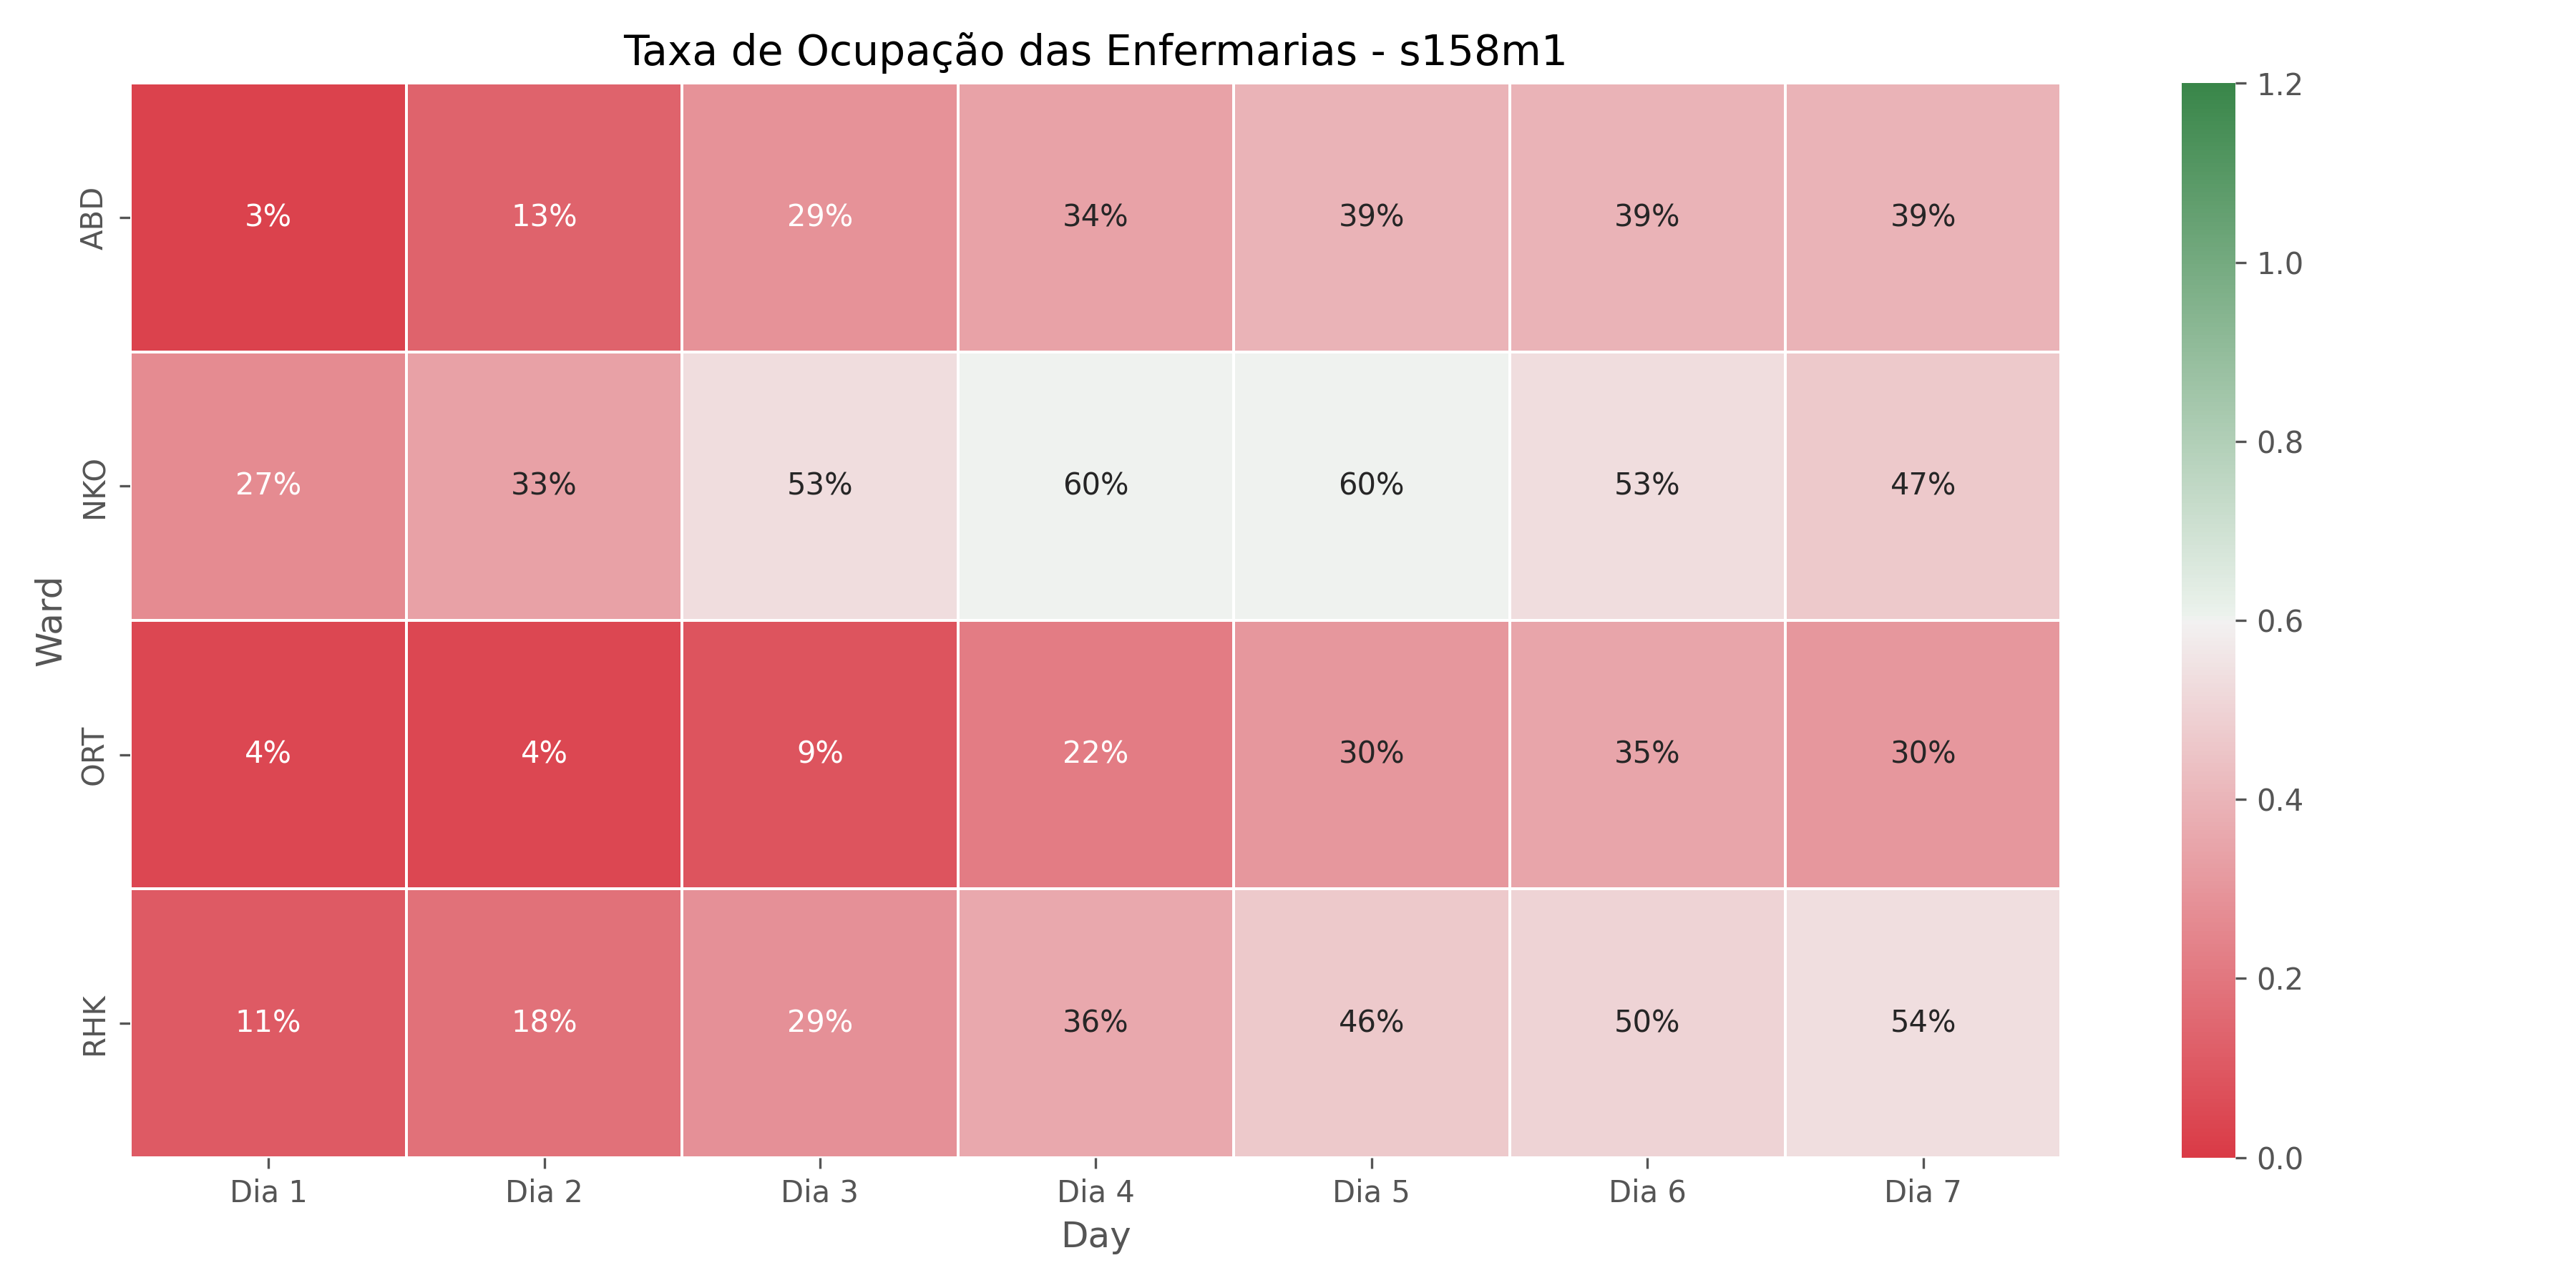 Taxa de Ocupação das Enfermarias - s158m1
Ward
ABD
3% 13% 29% 34% 39% 39% 39%
NKO
27% 33% 53% 60% 60% 53% 47%
ORT
4% 4% 9% 22% 30% 35% 30%
RHK
11% 18% 29% 36% 46% 50% 54%
Dia 1 Dia 2 Dia 3 Dia 4 Dia 5 Dia 6 Dia 7
Day
1.2
1.0
0.8
0.6
0.4
0.2
0.0